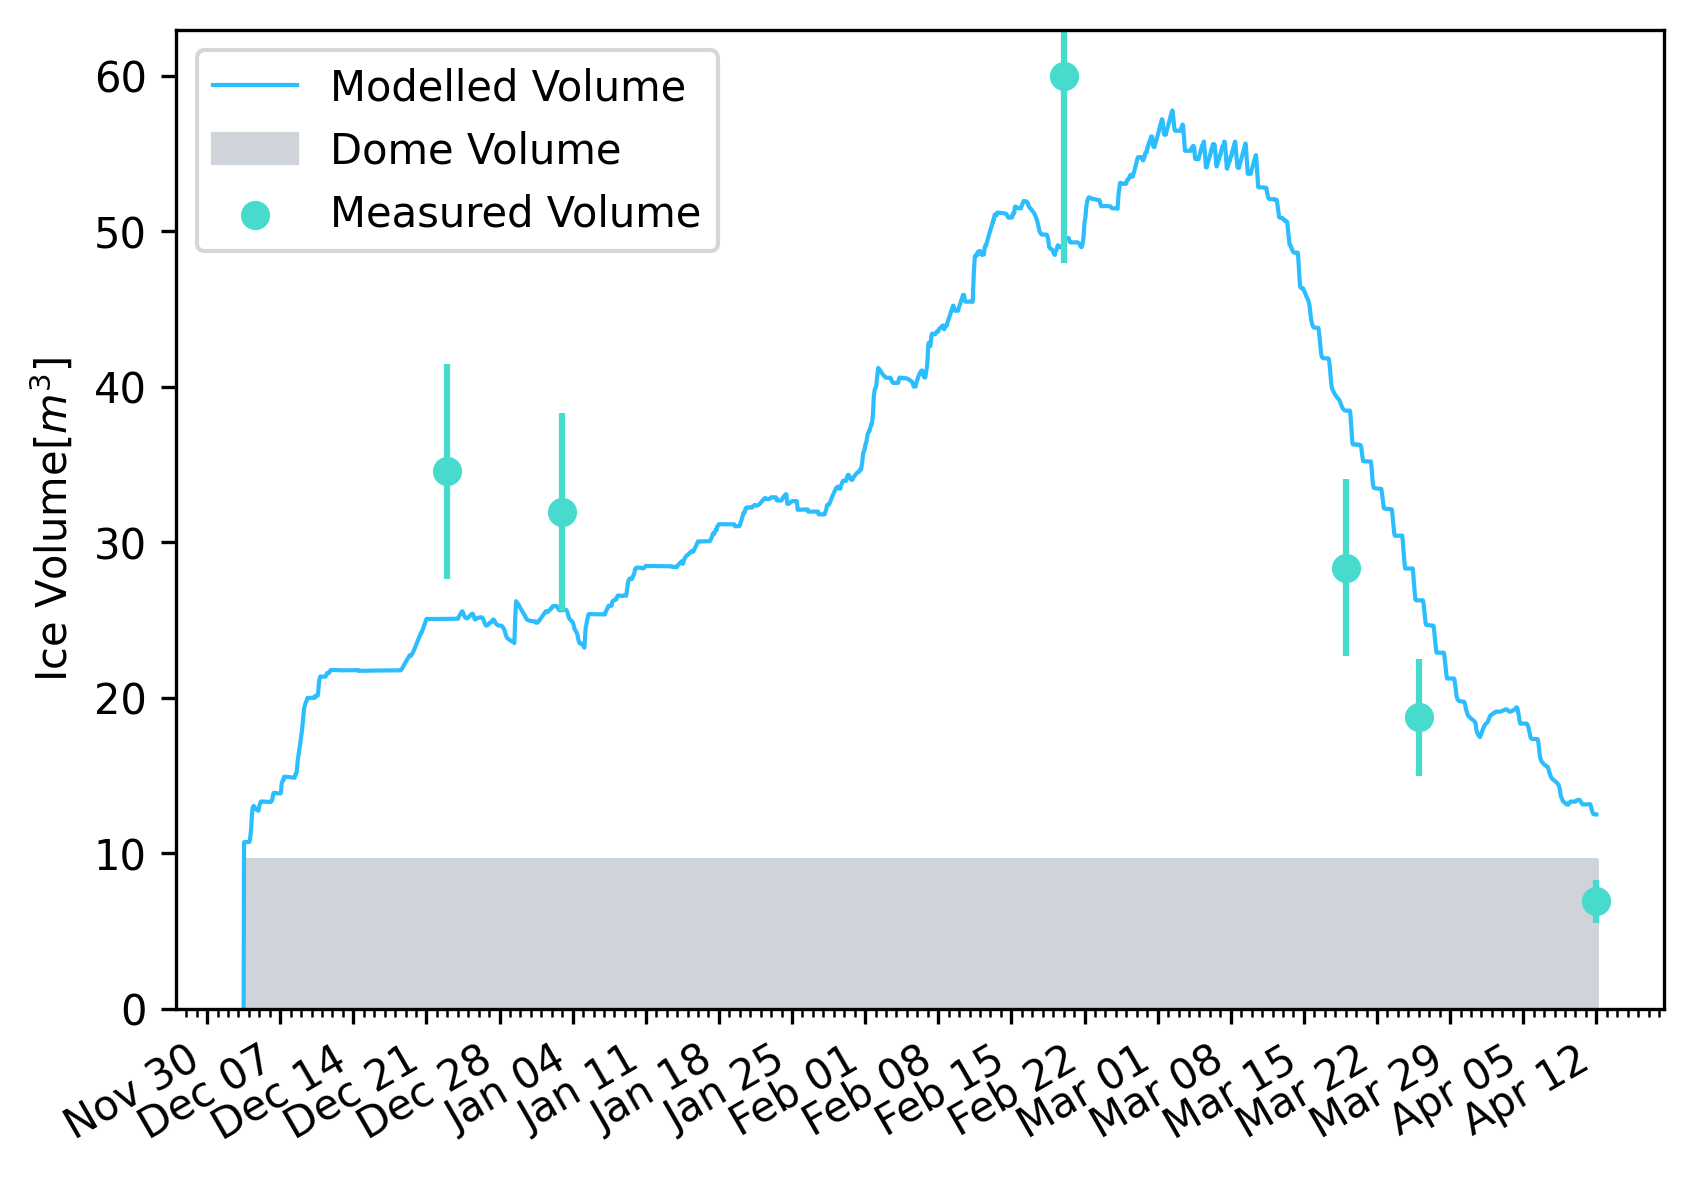 Modelled Volume
Dome Volume
Measured Volume
Ice Volume[m³]
60
50
40
30
20
10
0
Nov 30
Dec 07
Dec 14
Dec 21
Dec 28
Jan 04
Jan 11
Jan 18
Jan 25
Feb 01
Feb 08
Feb 15
Feb 22
Mar 01
Mar 08
Mar 15
Mar 22
Mar 29
Apr 05
Apr 12